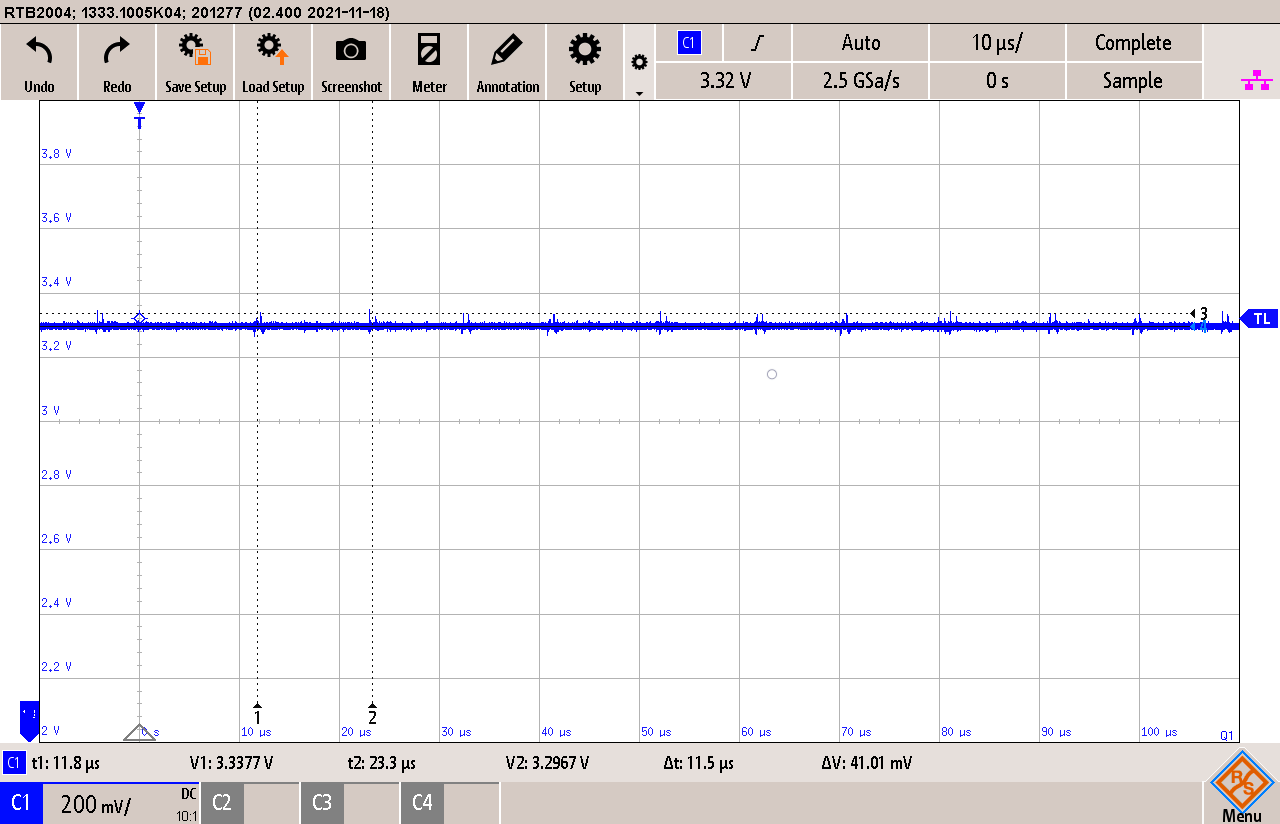 RTB2004; 1333.1005K04; 201277 (02.400 2021-11-18)
Undo
Redo
Save Setup
Load Setup
Screenshot
Meter
Annotation
Setup
C1
Auto
10 µs/
Complete
3.32 V
2.5 GSa/s
0 s
Sample
T
3.8 V
3.6 V
3.4 V
3
TL
3.2 V
3 V
2.8 V
2.6 V
2.4 V
2.2 V
1
2
2 V
0 s
10 µs
20 µs
30 µs
40 µs
50 µs
60 µs
70 µs
80 µs
90 µs
100 µs
Q1
C1 t1: 11.8 µs V1: 3.3377 V t2: 23.3 µs V2: 3.2967 V Δt: 11.5 µs ΔV: 41.01 mV
C1 200 mV/ DC 10:1
C2
C3
C4
R S
Menu